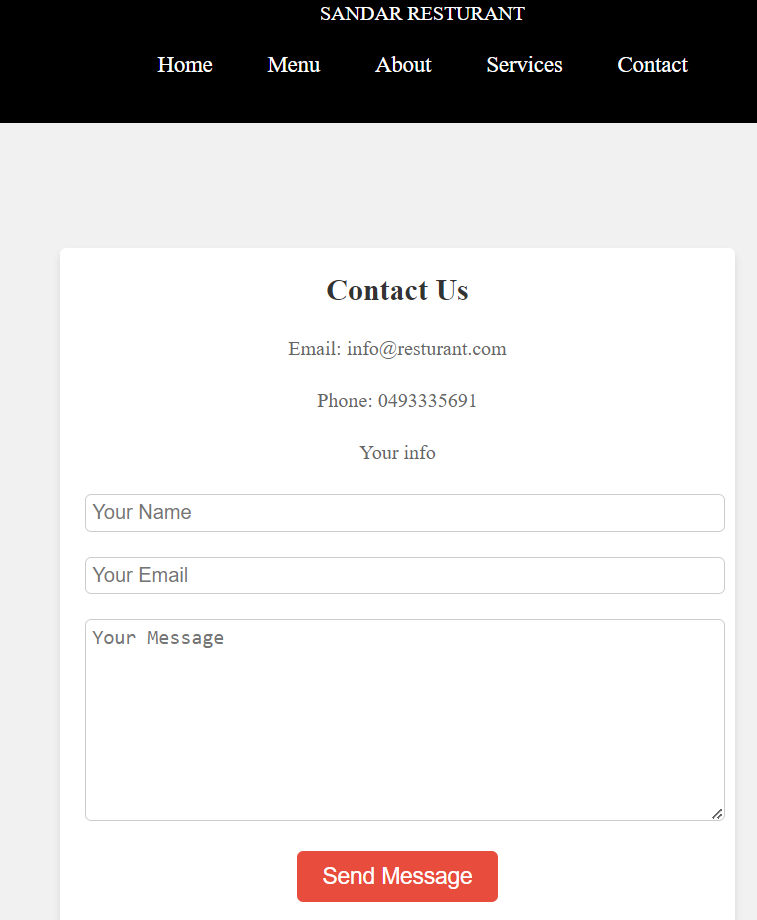 SANDAR RESTURANT
Home Menu About Services Contact
Contact Us
Email: info@resturant.com
Phone: 0493335691
Your info
Your Name
Your Email
Your Message
Send Message